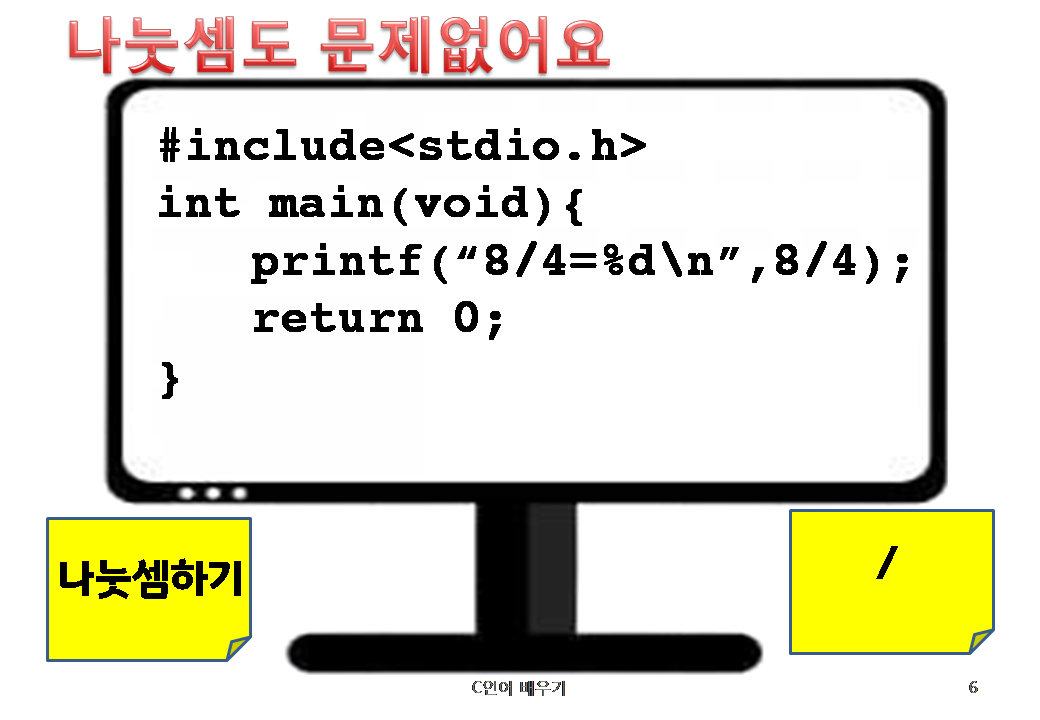 나눗셈도 문제없어요
#include<stdio.h>
int main(void){
printf(“8/4=%d\n”,8/4);
return 0;
}
나눗셈하기
/
C언어 배우기
6